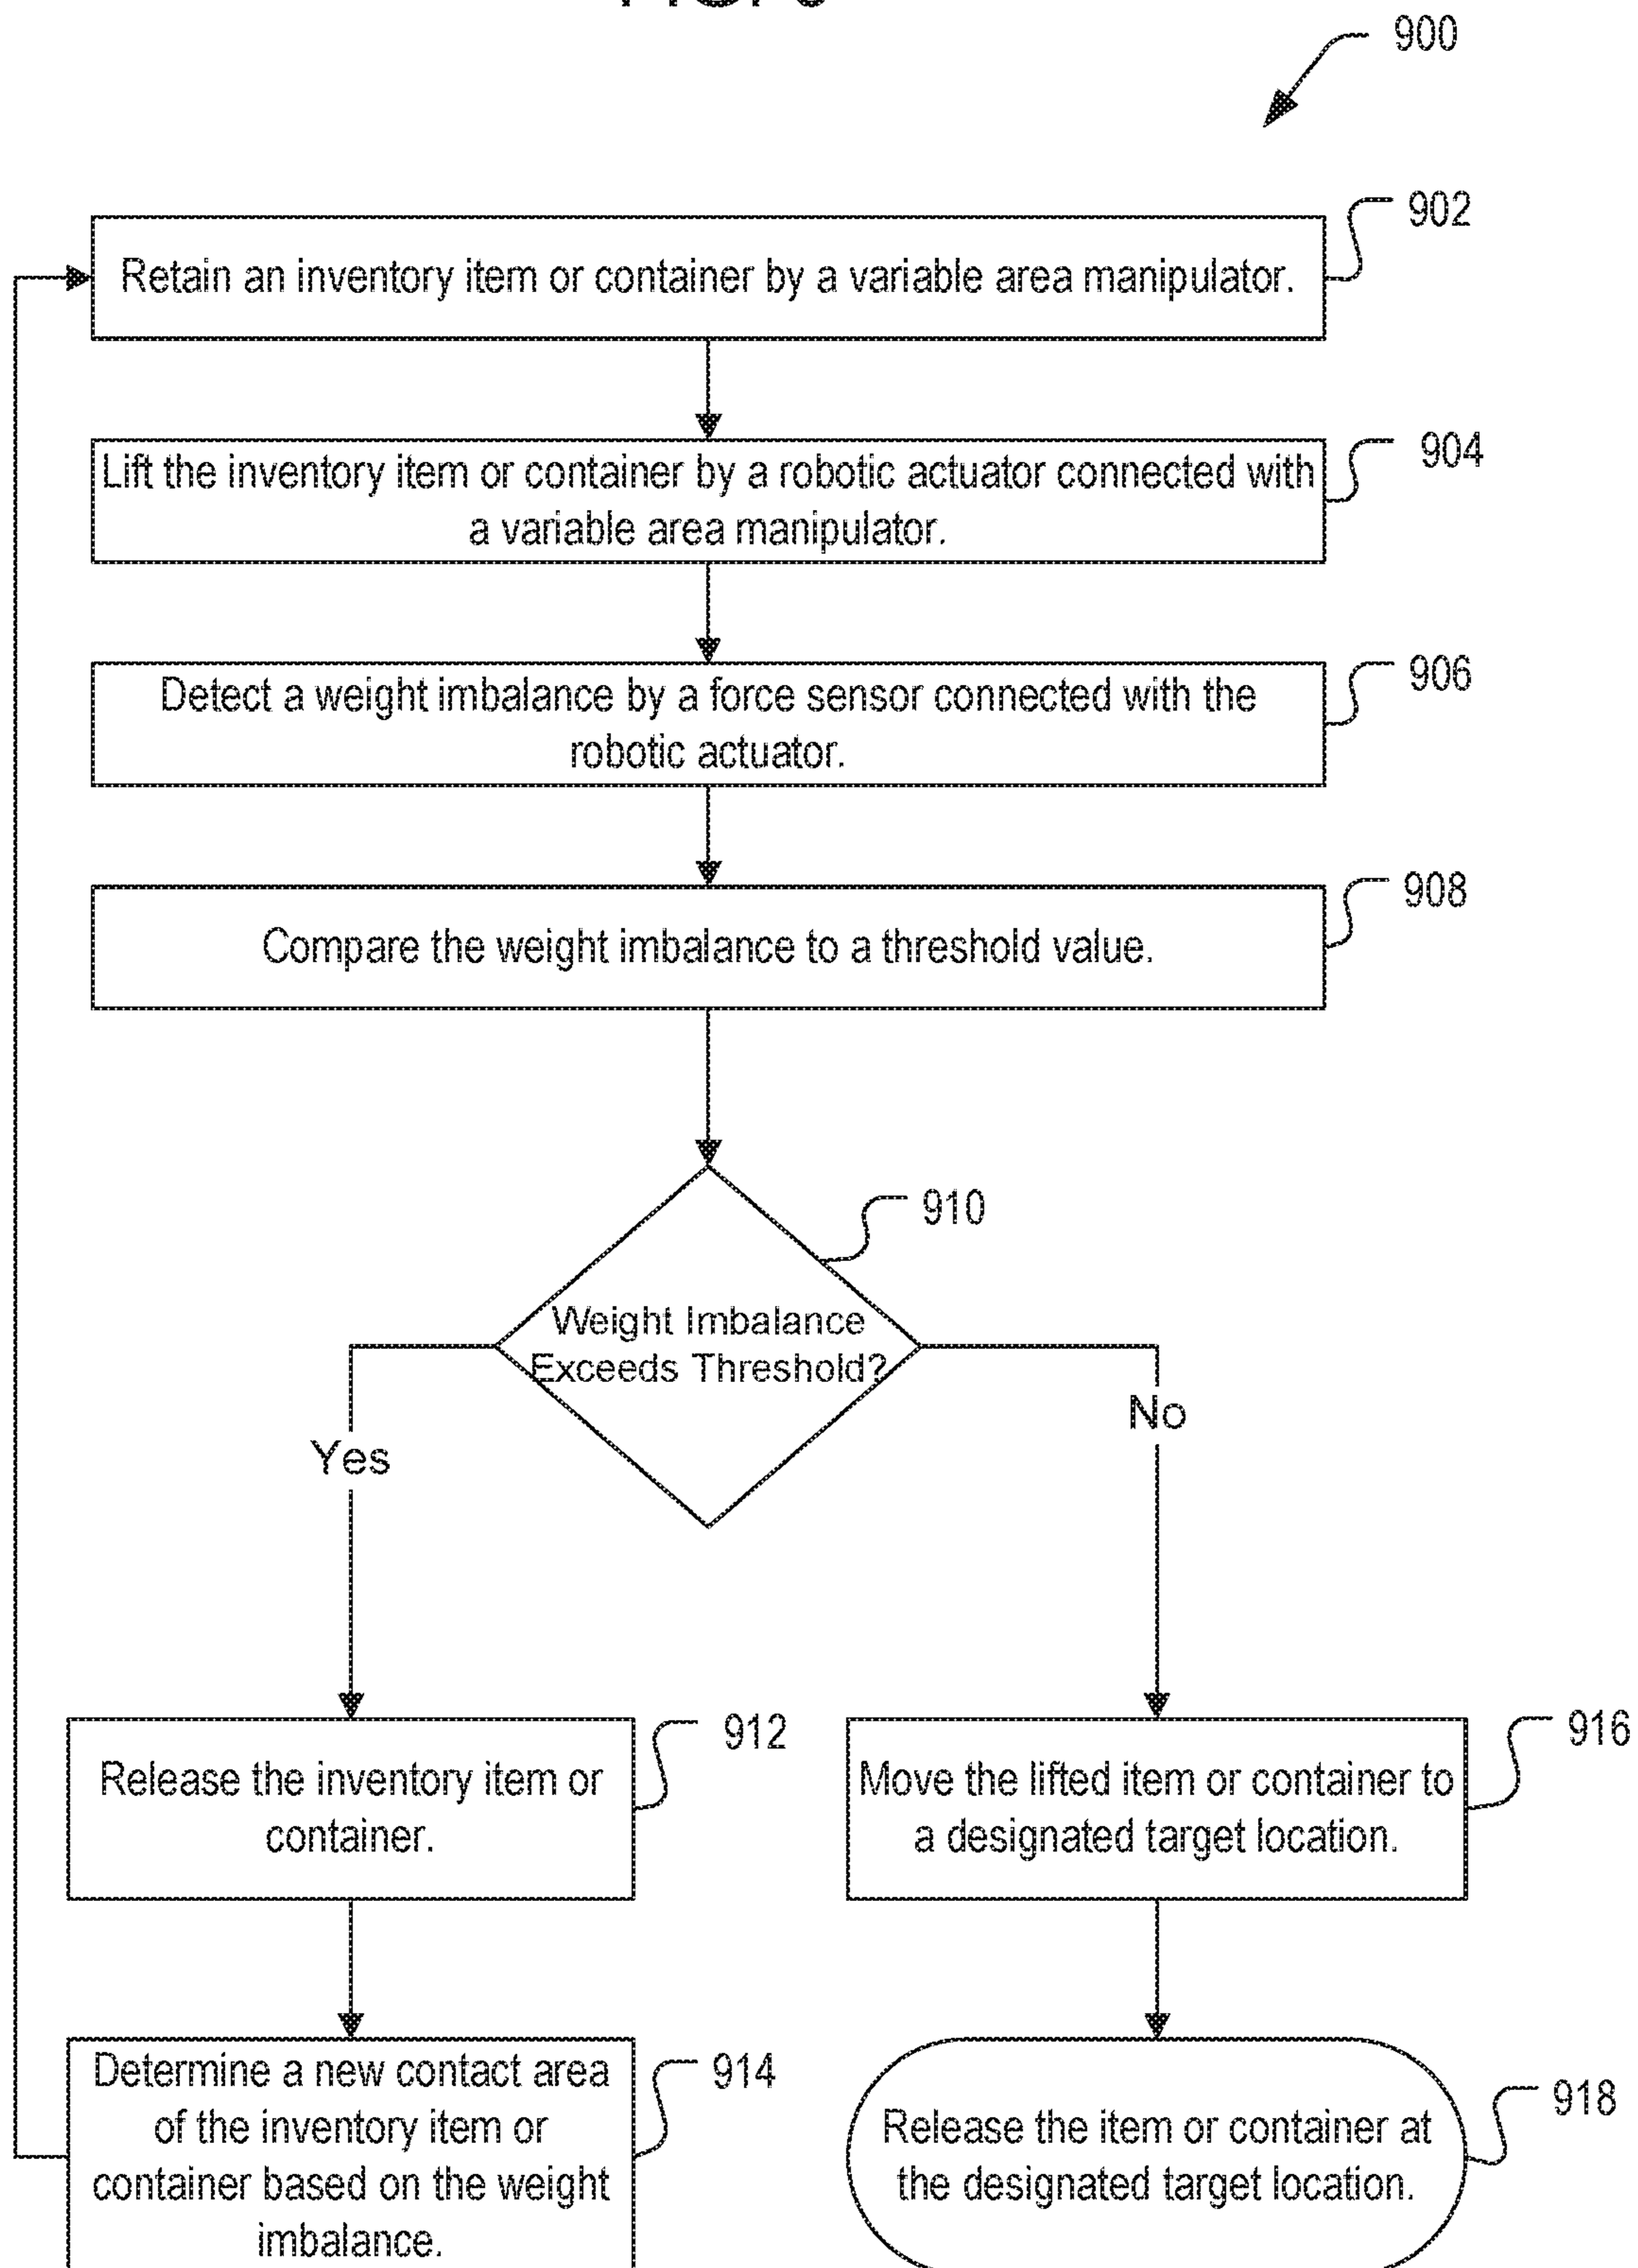 900
902
Retain an inventory item or container by a variable area manipulator.
904
Lift the inventory item or container by a robotic actuator connected with
a variable area manipulator.
906
Detect a weight imbalance by a force sensor connected with the
robotic actuator.
908
Compare the weight imbalance to a threshold value.
910
Weight Imbalance
Exceeds Threshold?
Yes
No
912
Release the inventory item or
container.
916
Move the lifted item or container to
a designated target location.
914
Determine a new contact area
of the inventory item or
container based on the weight
imbalance.
918
Release the item or container at
the designated target location.